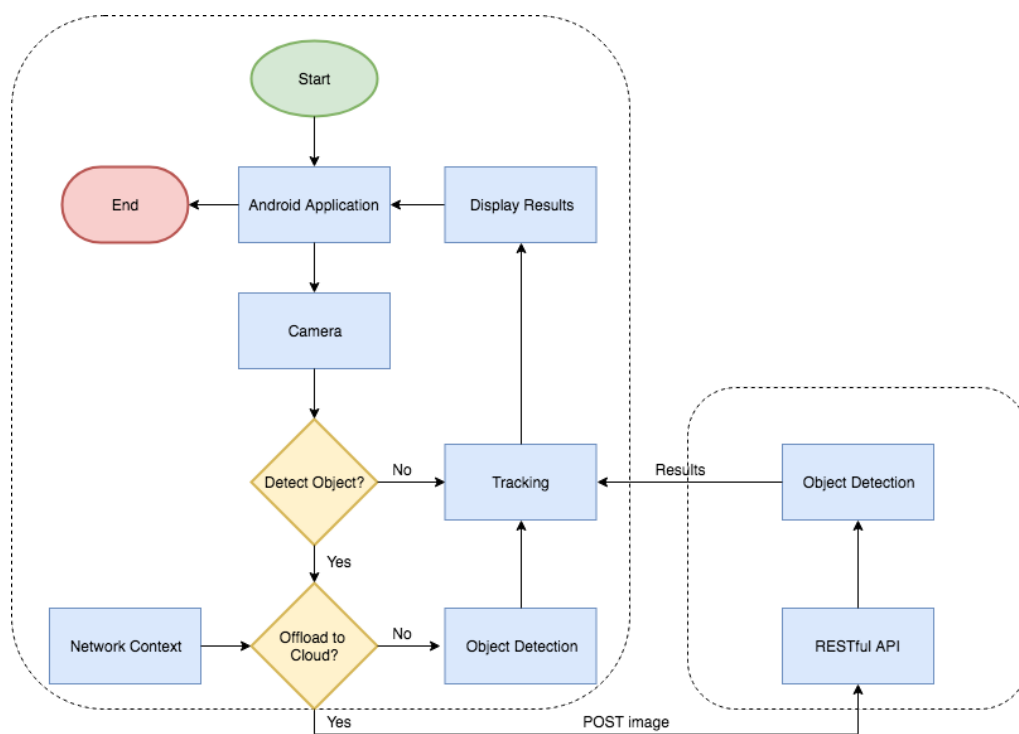 Start
End
Android Application
Display Results
Camera
Detect Object?
No
Tracking
Results
Object Detection
Yes
Network Context
Offload to
Cloud?
No
Object Detection
RESTful API
Yes
POST image